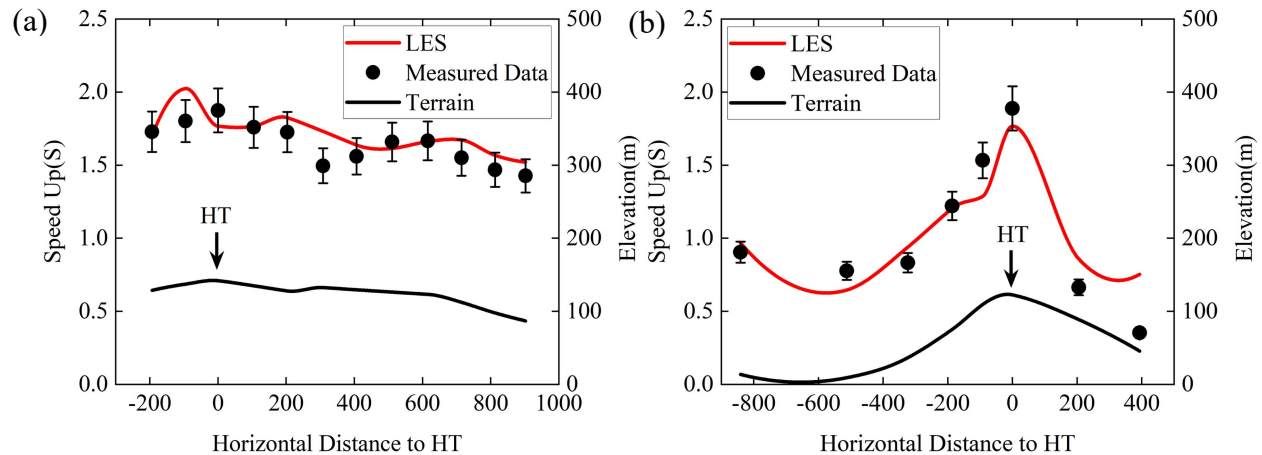 (a)
2.5
2.0
1.5
1.0
0.5
0.0
Speed Up(S)
500
400
300
200
100
0
Elevation(m)
LES
Measured Data
Terrain
HT
-200 0 200 400 600 800 1000
Horizontal Distance to HT
(b)
2.5
2.0
1.5
1.0
0.5
0.0
Speed Up(S)
500
400
300
200
100
0
Elevation(m)
LES
Measured Data
Terrain
HT
-800 -600 -400 -200 0 200 400
Horizontal Distance to HT